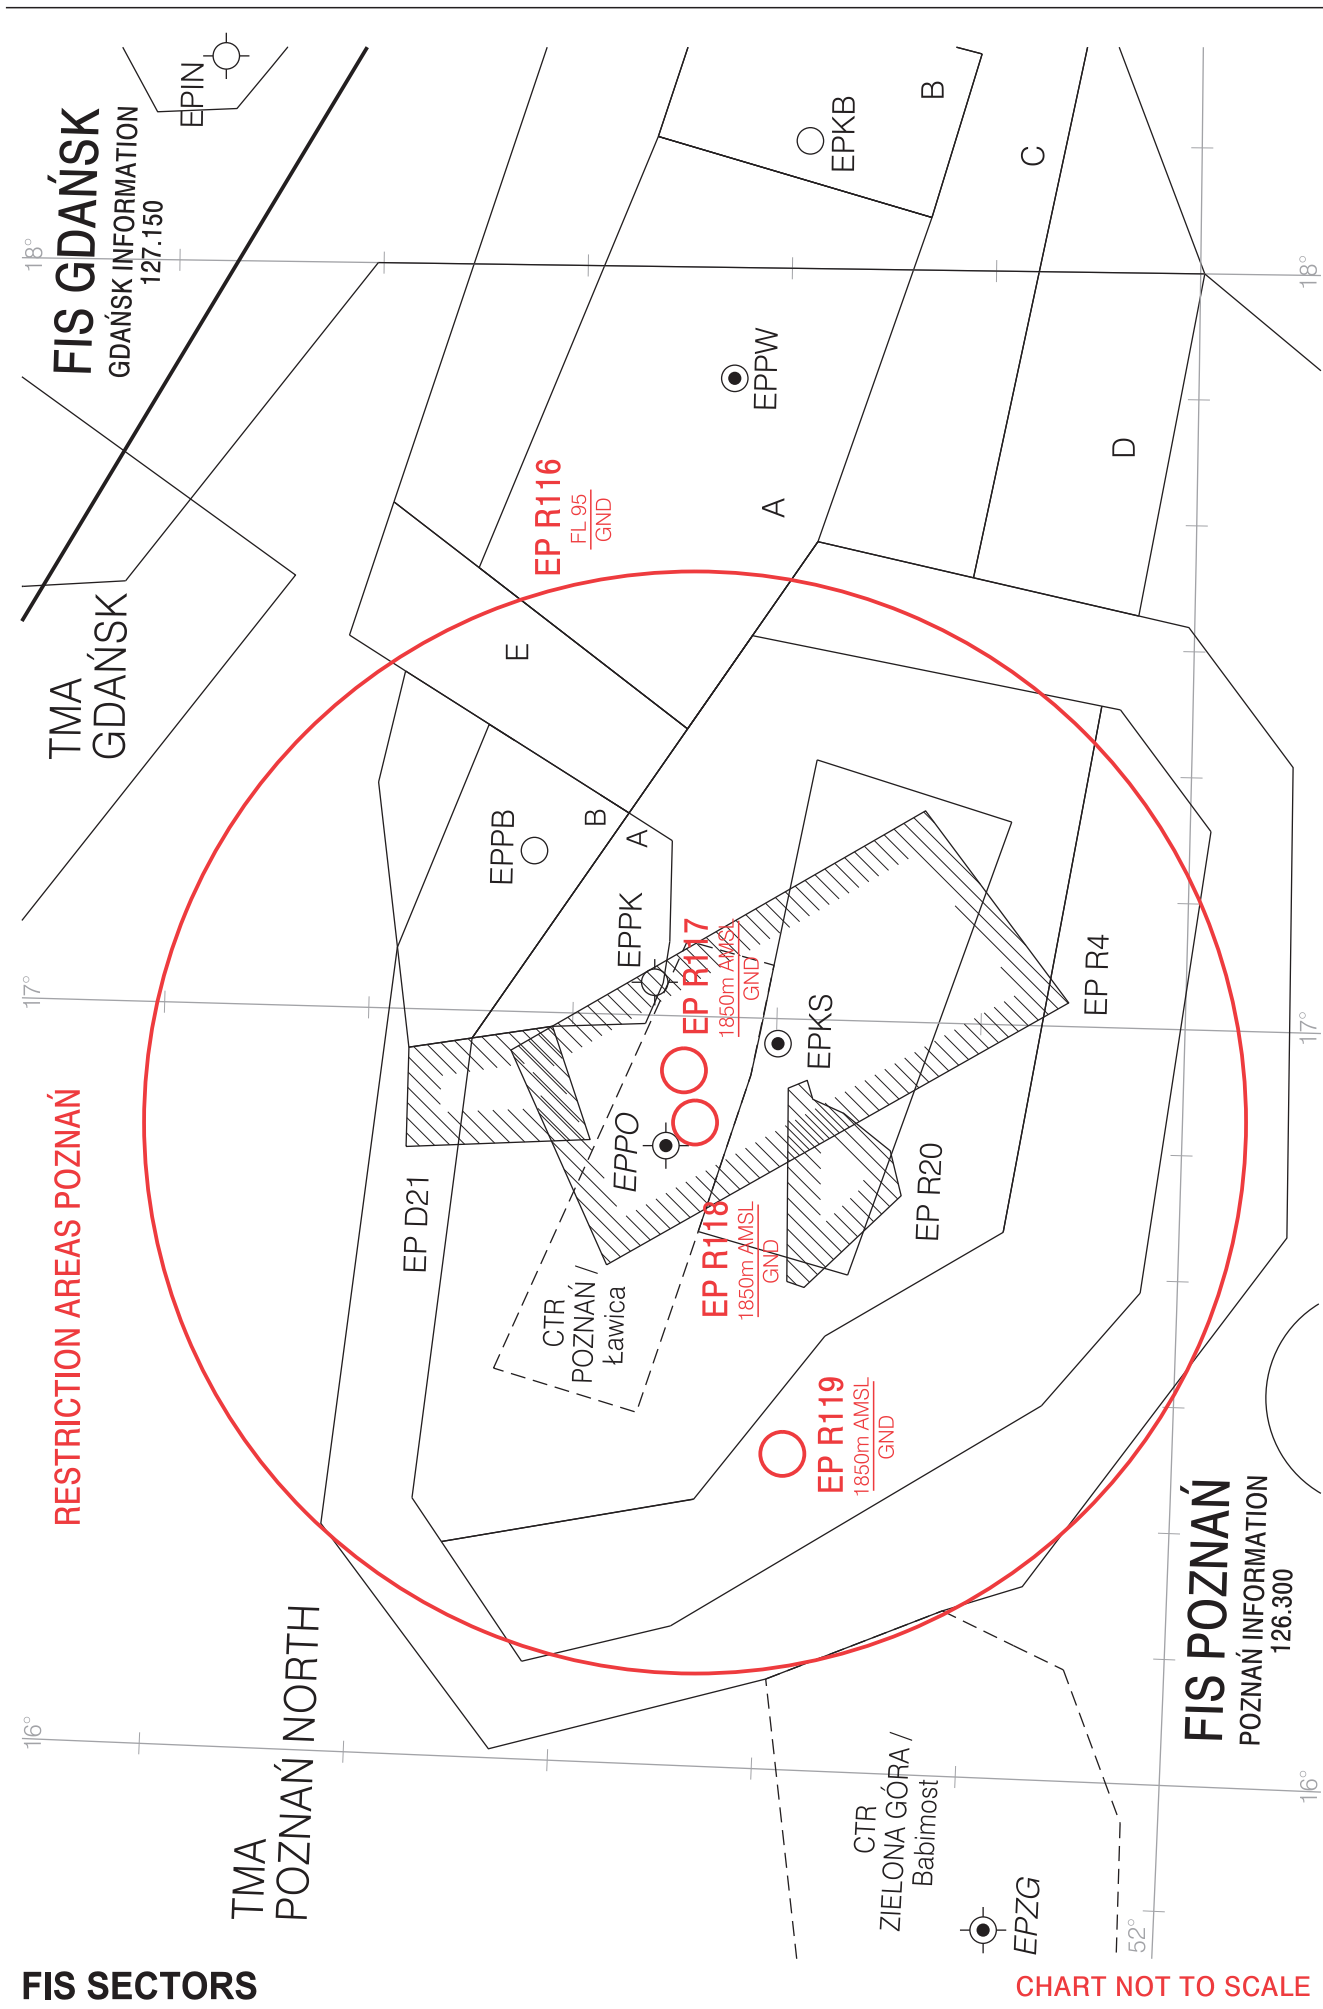 RESTRICTION AREAS POZNAŃ
FIS GDAŃSK
GDAŃSK INFORMATION
127.150
EPIN
TMA
GDAŃSK
18°
17°
16°
EPKB
B
C
EPPW
A
D
EP R116
FL 95
GND
E
EPPB
B
A
EPPK
EP R117
1850m AMSL
GND
EPKS
EP R4
EPPO
EP D21
EP R20
EP R118
1850m AMSL
GND
CTR
POZNAŃ /
Ławica
EP R119
1850m AMSL
GND
18°
17°
16°
52°
FIS POZNAŃ
POZNAŃ INFORMATION
126.300
TMA
POZNAŃ NORTH
CTR
ZIELONA GÓRA /
Babimost
EPZG
FIS SECTORS
CHART NOT TO SCALE